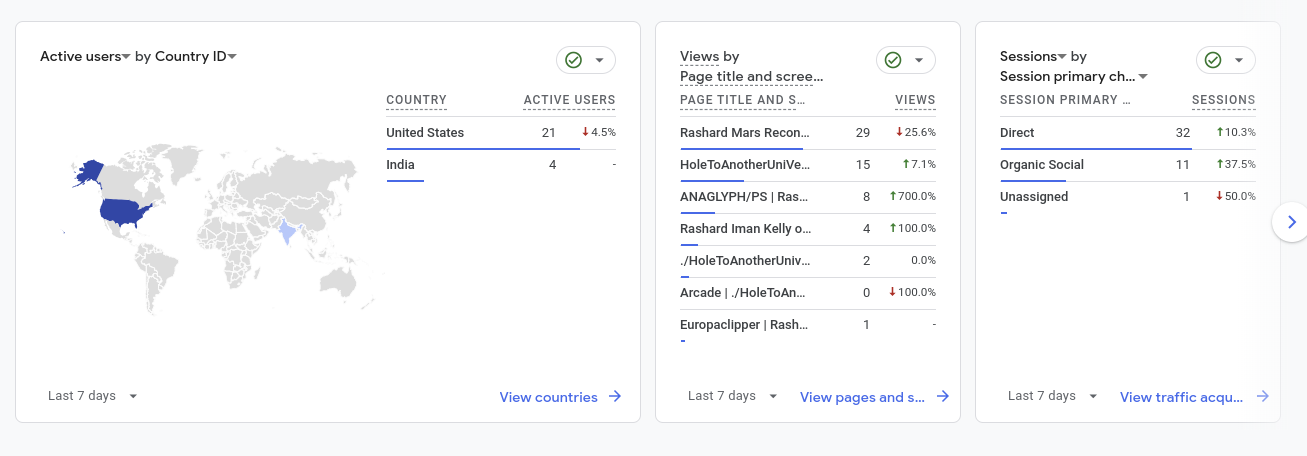 Active users by Country ID
COUNTRY ACTIVE USERS
United States 21 4.5%
India 4 -
Last 7 days
View countries
Views by
Page title and scree…
PAGE TITLE AND S… VIEWS
Rashard Mars Recon… 29 25.6%
HoleToAnotherUniVe… 15 7.1%
ANAGLYPH/PS | Ras… 8 700.0%
Rashard Iman Kelly o… 4 100.0%
./HoleToAnotherUniv… 2 0.0%
Arcade | ./HoleToAn… 0 100.0%
Europaclipper | Rash… 1 -
Last 7 days
View pages and s…
Sessions by
Session primary ch…
SESSION PRIMARY … SESSIONS
Direct 32 10.3%
Organic Social 11 37.5%
Unassigned 1 50.0%
Last 7 days
View traffic acqu…